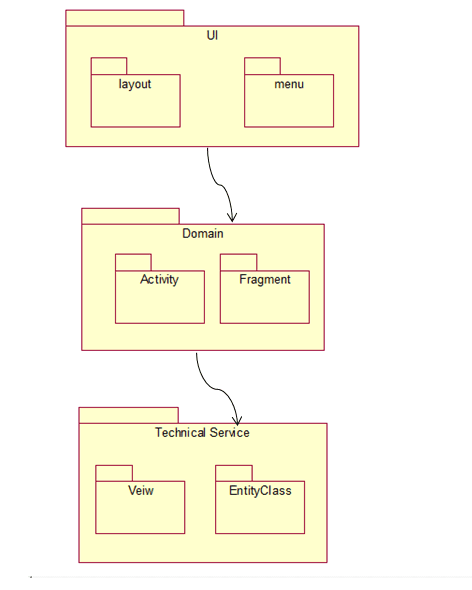 UI
layout
menu
Domain
Activity
Fragment
Technical Service
Veiw
EntityClass